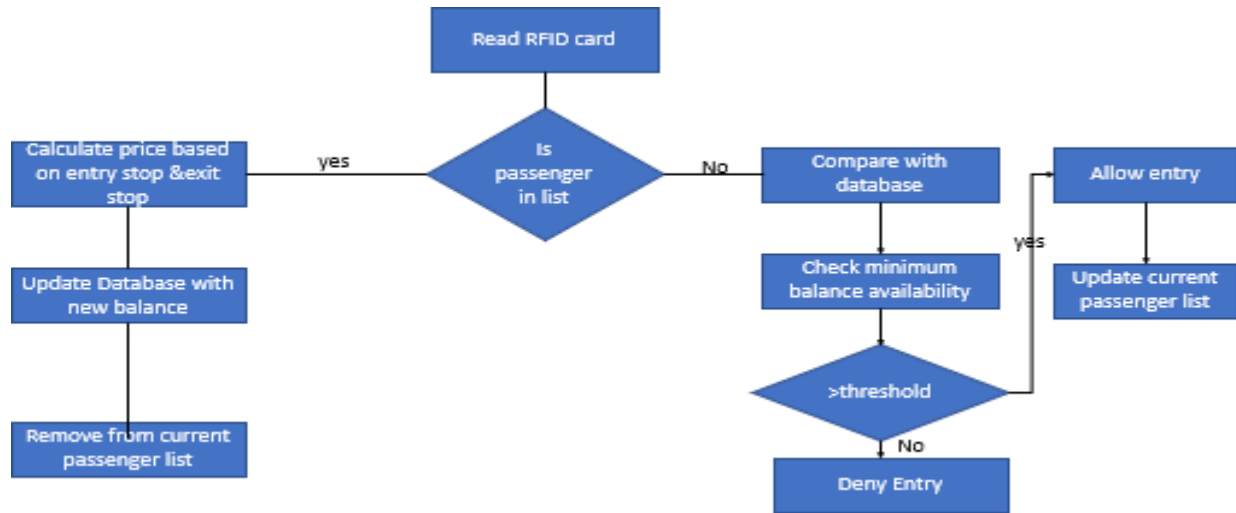 Read RFID card
Is
passenger
in list
yes
Calculate price based
on entry stop &exit
stop
Update Database with
new balance
Remove from current
passenger list
No
Compare with
database
Check minimum
balance availability
>threshold
yes
Allow entry
Update current
passenger list
No
Deny Entry